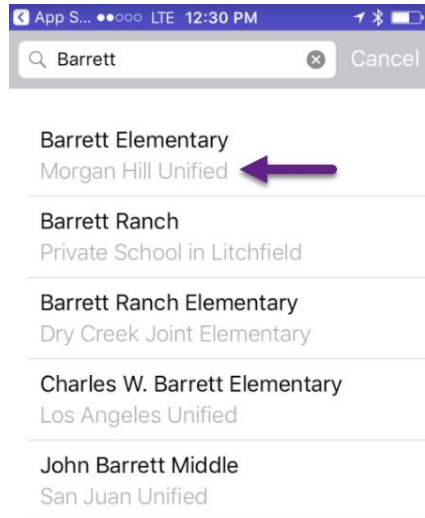 App S... LTE 12:30 PM
Barrett Cancel
Barrett Elementary
Morgan Hill Unified
Barrett Ranch
Private School in Litchfield
Barrett Ranch Elementary
Dry Creek Joint Elementary
Charles W. Barrett Elementary
Los Angeles Unified
John Barrett Middle
San Juan Unified